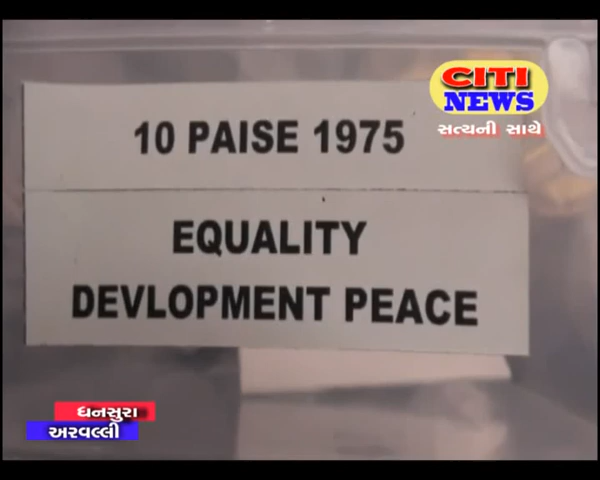 CITI
NEWS
સત્યની સાથે
10 PAISE 1975
EQUALITY
DEVLOPMENT PEACE
ધનસુરા
અરવલ્લી